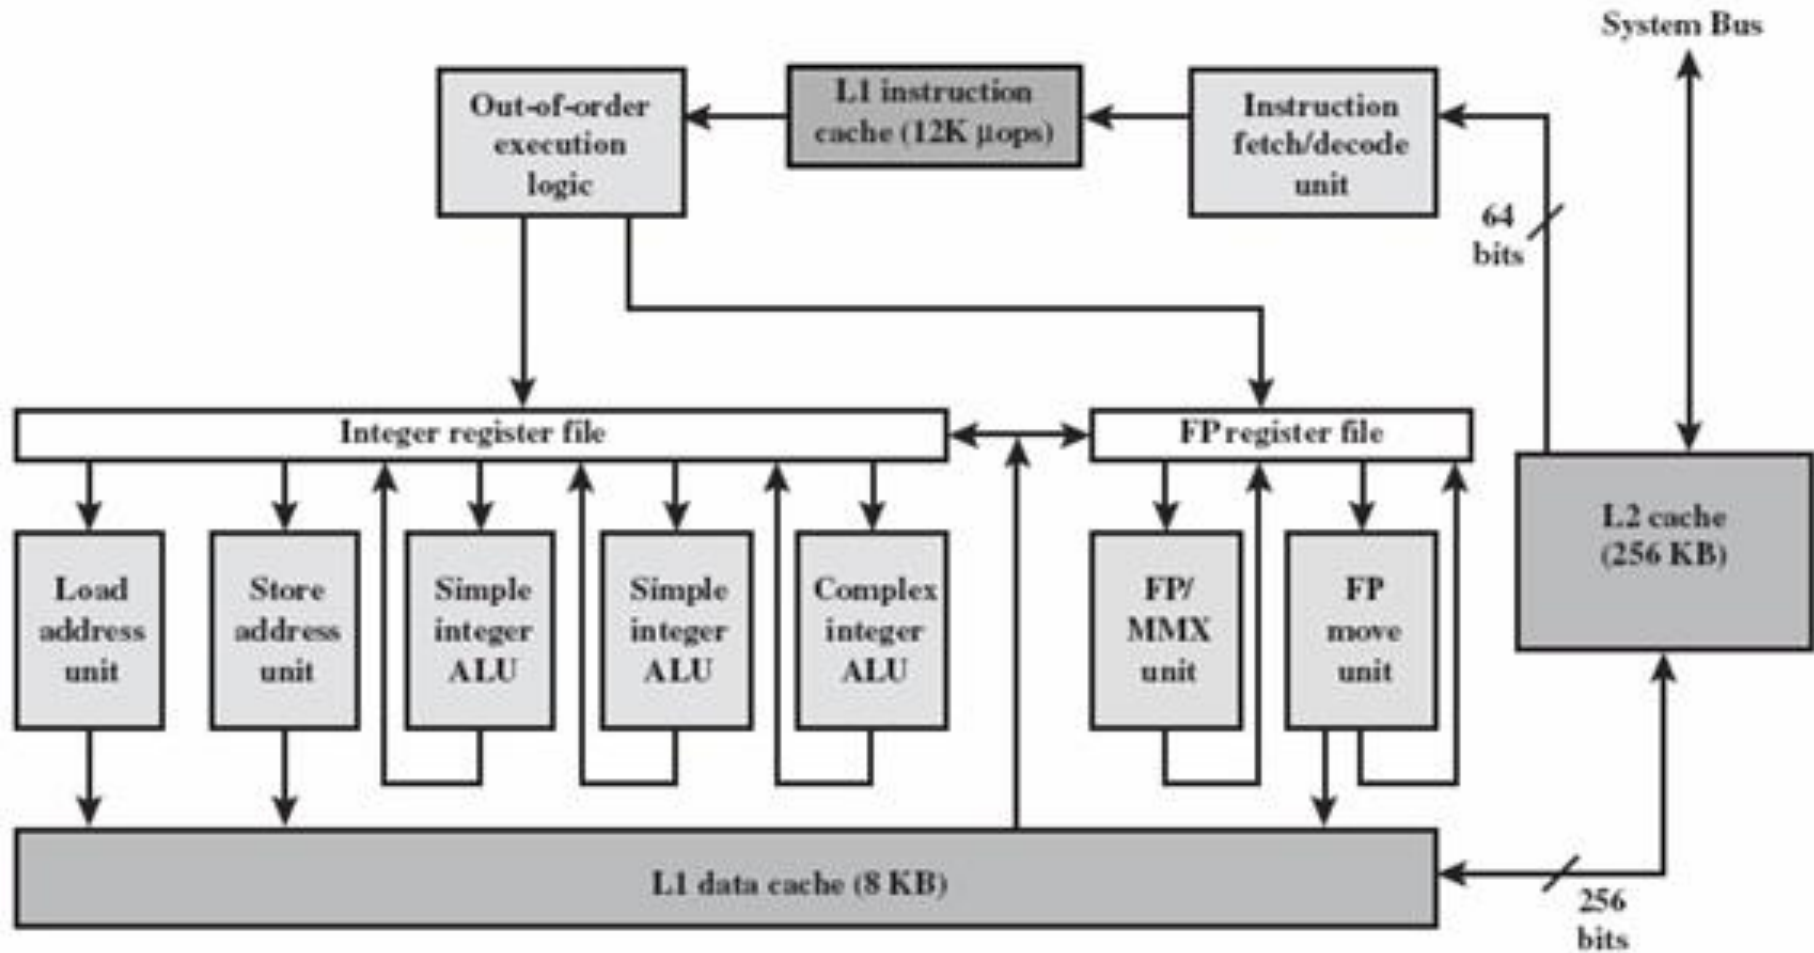 System Bus
Out-of-order
execution
logic
L1 instruction
cache (12K μops)
Instruction
fetch/decode
unit
64
bits
Integer register file
FP register file
L2 cache
(256 KB)
Load
address
unit
Store
address
unit
Simple
integer
ALU
Simple
integer
ALU
Complex
integer
ALU
FP/
MMX
unit
FP
move
unit
L1 data cache (8 KB)
256
bits